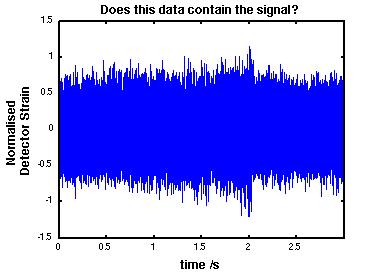 Does this data contain the signal?
1.5
1
0.5
0
-0.5
-1
-1.5
Normalised
Detector Strain
0 0.5 1 1.5 2 2.5
time /s